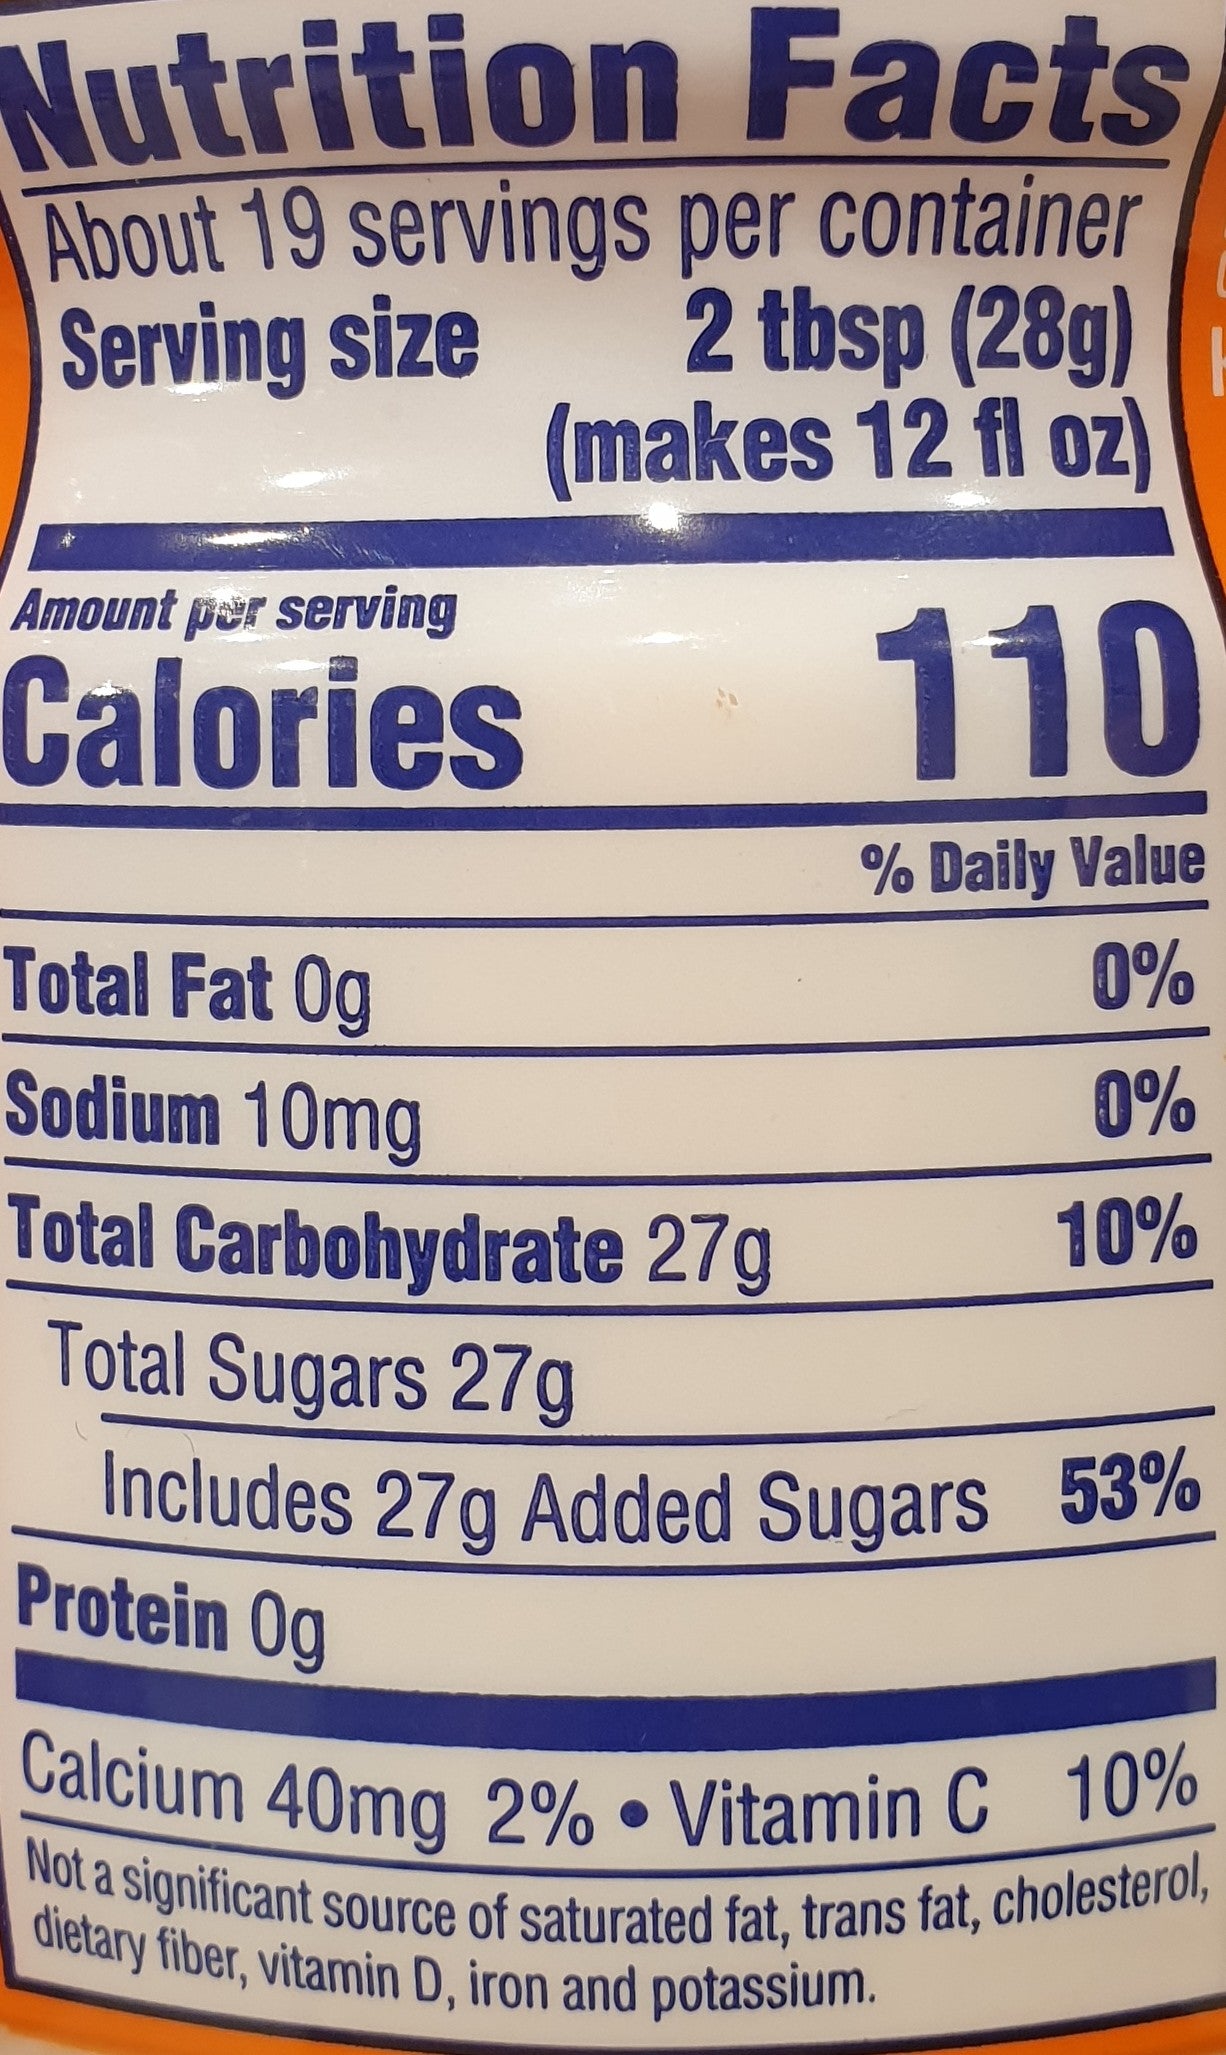 Nutrition Facts
About 19 servings per container
Serving size 2 tbsp (28g)
(makes 12 fl oz)
Amount per serving
Calories 110
% Daily Value
Total Fat 0g 0%
Sodium 10mg 0%
Total Carbohydrate 27g 10%
Total Sugars 27g
Includes 27g Added Sugars 53%
Protein 0g
Calcium 40mg 2% • Vitamin C 10%
Not a significant source of saturated fat, trans fat, cholesterol,
dietary fiber, vitamin D, iron and potassium.